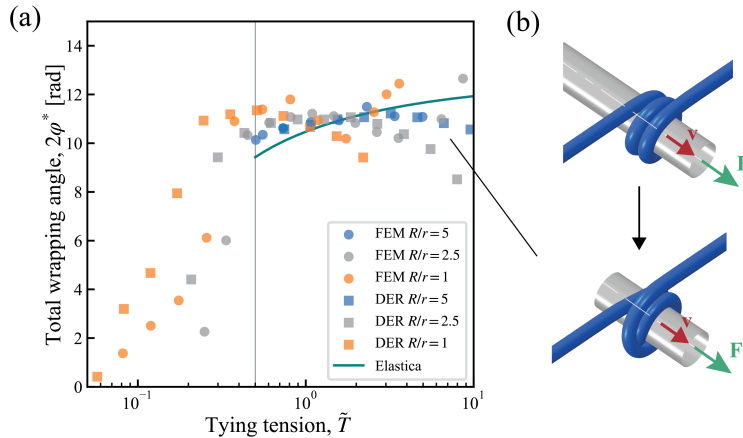 (a)
Total wrapping angle, 2φ* [rad]
14
12
10
8
6
4
2
0
FEM R/r = 5
FEM R/r = 2.5
FEM R/r = 1
DER R/r = 5
DER R/r = 2.5
DER R/r = 1
Elastica
10⁻¹ 10⁰ 10¹
Tying tension, T̃
(b)
v
v
F